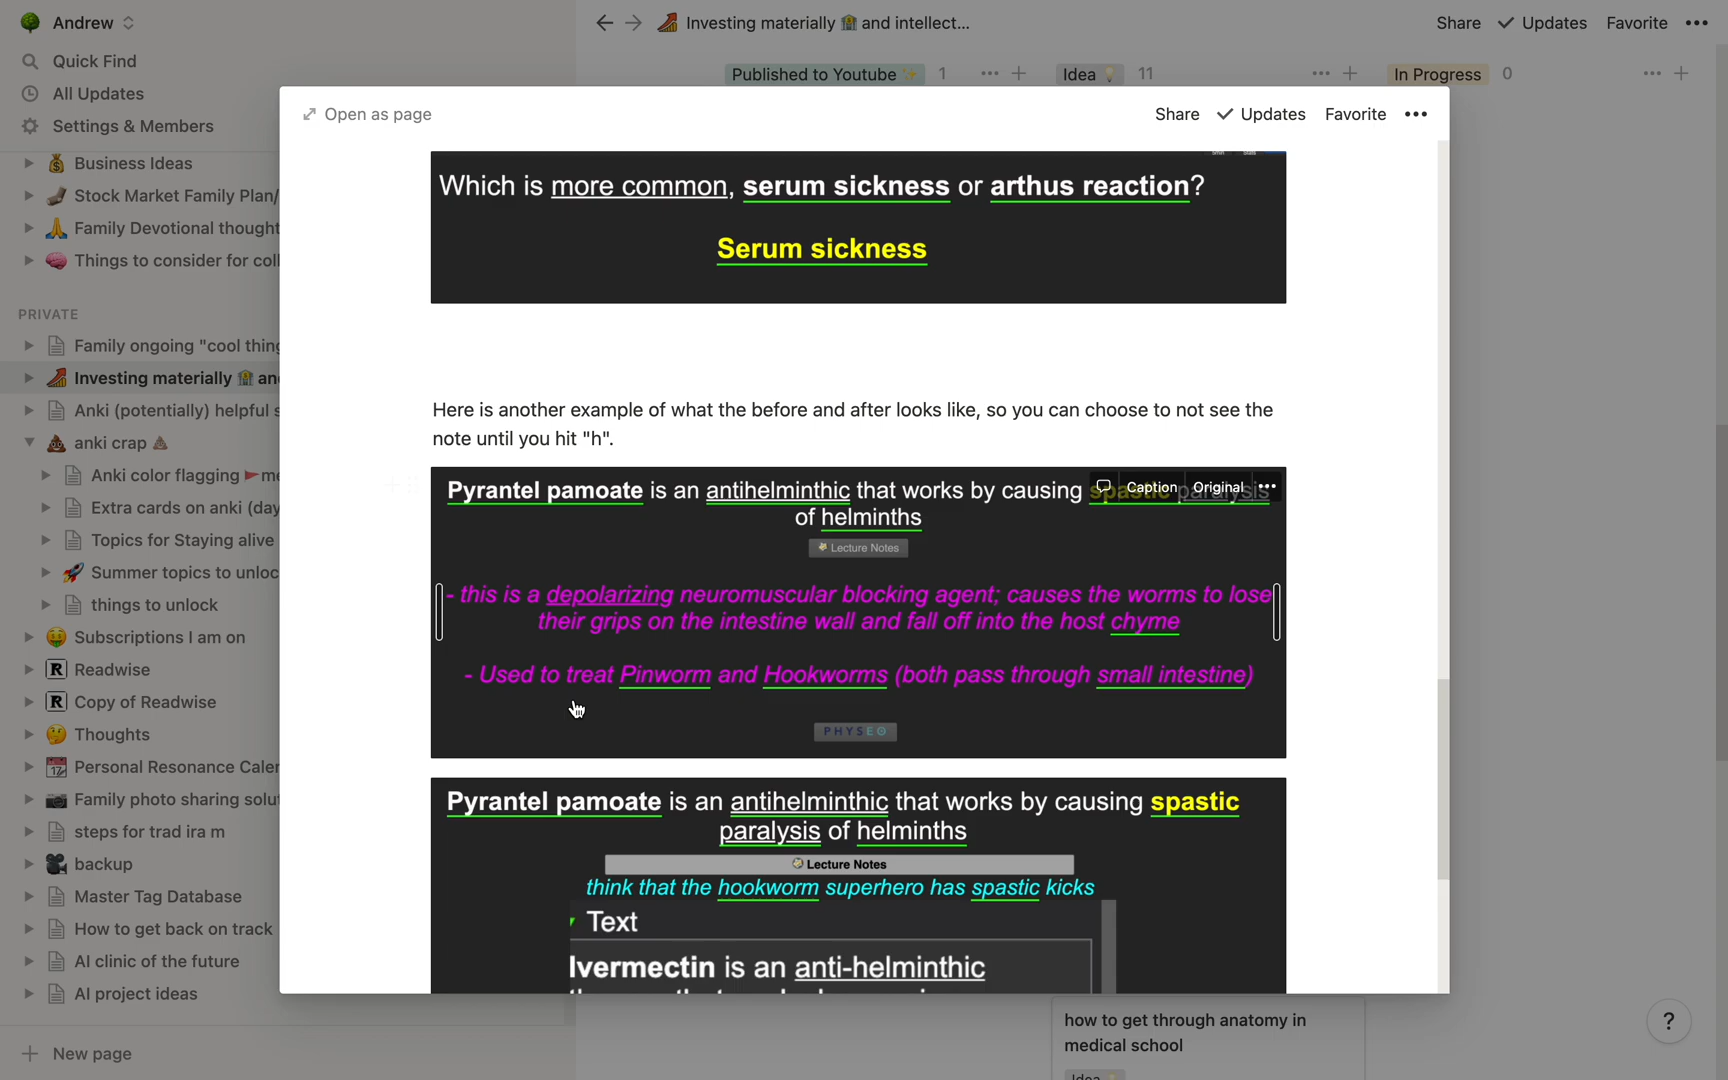 Andrew
Investing materially and intellect...
Share Updates Favorite
Quick Find
All Updates
Settings & Members
Published to Youtube 1
Idea 11
In Progress 0
Business Ideas
Stock Market Family Plan/
Family Devotional thought
Things to consider for coll
PRIVATE
Family ongoing "cool thing
Investing materially an
Anki (potentially) helpful s
anki crap
Anki color flagging me
Extra cards on anki (day
Topics for Staying alive
Summer topics to unloc
things to unlock
Subscriptions I am on
Readwise
Copy of Readwise
Thoughts
Personal Resonance Caler
Family photo sharing solut
steps for trad ira m
backup
Master Tag Database
How to get back on track
AI clinic of the future
AI project ideas
New page
Open as page
Share Updates Favorite
Which is more common, serum sickness or arthus reaction?
Serum sickness
Here is another example of what the before and after looks like, so you can choose to not see the
note until you hit "h".
Pyrantel pamoate is an antihelminthic that works by causing spastic paralysis
Caption Original
of helminths
Lecture Notes
- this is a depolarizing neuromuscular blocking agent; causes the worms to lose
their grips on the intestine wall and fall off into the host chyme
- Used to treat Pinworm and Hookworms (both pass through small intestine)
PHYSEO
Pyrantel pamoate is an antihelminthic that works by causing spastic
paralysis of helminths
Lecture Notes
think that the hookworm superhero has spastic kicks
Text
Ivermectin is an anti-helminthic
how to get through anatomy in
medical school
Idea
?